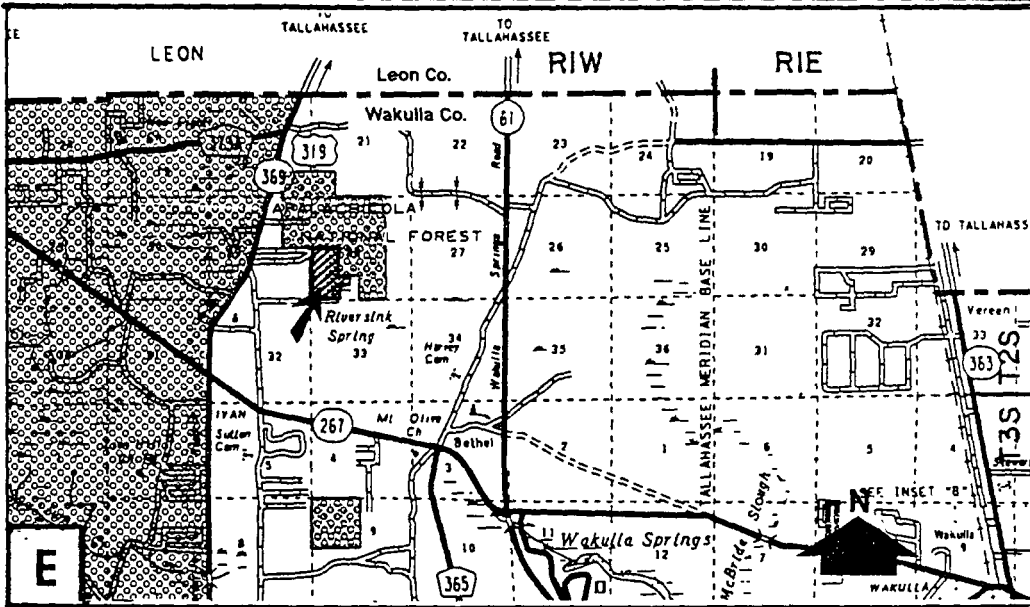 TO
TALLAHASSEE
TO
TALLAHASSEE
LEON
Leon Co.
RIW
RIE
Wakulla Co.
61
319
21
22
23
24
19
20
369
Road
APALACHICOLA
NATIONAL FOREST
27
26
25
30
29
TO TALLAHASS
Springs
Riversink
Spring
32
33
34
35
36
31
32
33
Verean
363
T2S
Harvey
Cem
Wakulla
TALLAHASSEE MERIDIAN BASE LINE
IVAN
Sutton
Cem
267
Mt Olive
Ch
Bethel
T3S
5
4
3
2
1
6
5
4
SEE INSET "B"
N
McBride Slough
Wakulla Springs
9
10
11
12
E
365
Wakulla
9
WAKULLA